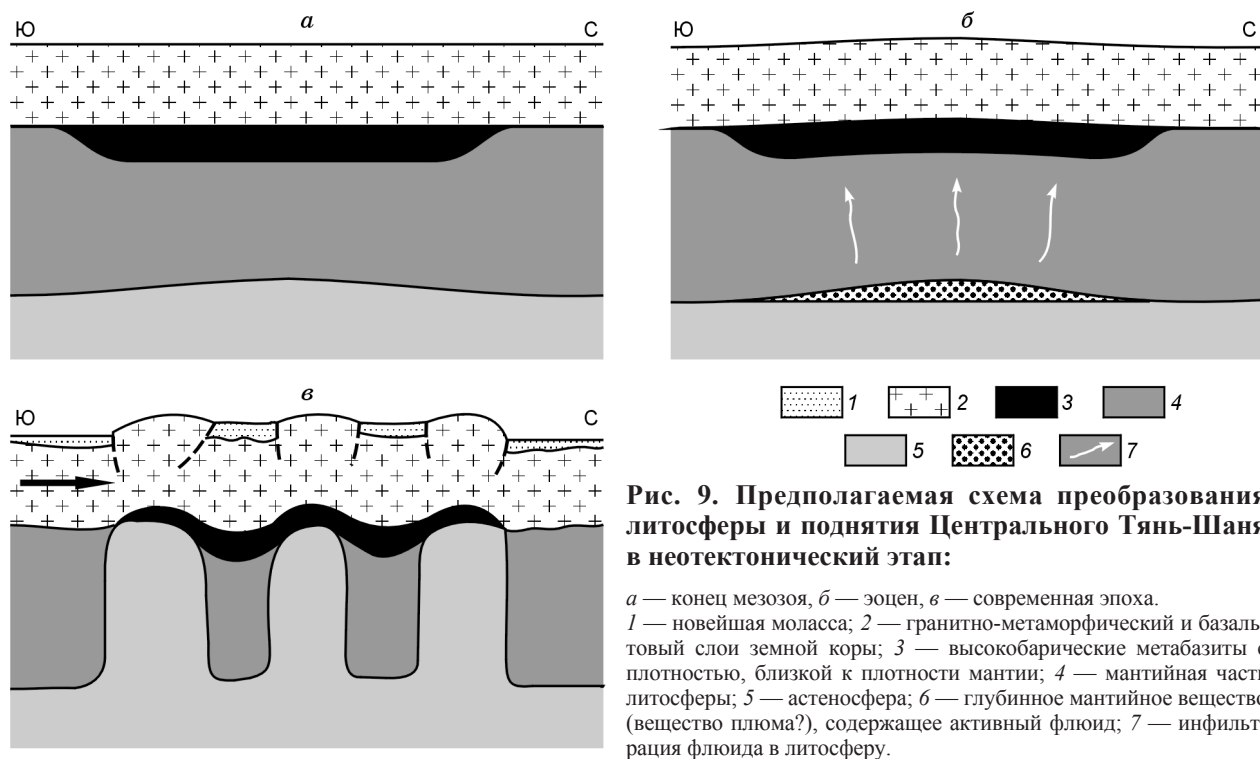 Ю а С
Ю б С
Ю в С
1 2 3 4
5 6 7
Рис. 9. Предполагаемая схема преобразования
литосферы и поднятия Центрального Тянь-Шаня
в неотектонический этап:
а — конец мезозоя, б — эоцен, в — современная эпоха.
1 — новейшая моласса; 2 — гранитно-метаморфический и базаль-
товый слои земной коры; 3 — высокобарические метабазиты с
плотностью, близкой к плотности мантии; 4 — мантийная часть
литосферы; 5 — астеносфера; 6 — глубинное мантийное вещество
(вещество плюма?), содержащее активный флюид; 7 — инфильт-
рация флюида в литосферу.